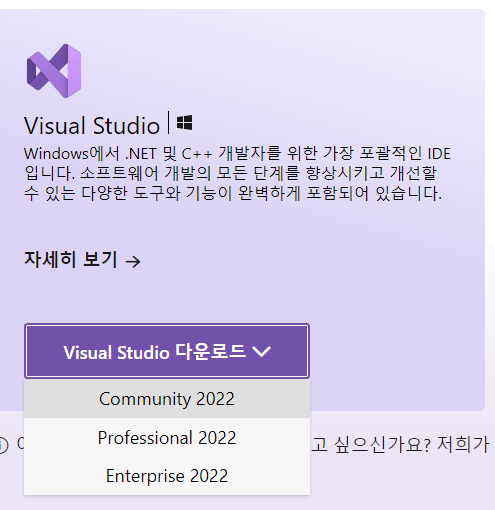 Visual Studio
Windows에서 .NET 및 C++ 개발자를 위한 가장 포괄적인 IDE
입니다. 소프트웨어 개발의 모든 단계를 향상시키고 개선할
수 있는 다양한 도구와 기능이 완벽하게 포함되어 있습니다.
자세히 보기 →
Visual Studio 다운로드
Community 2022
Professional 2022
Enterprise 2022
고 싶으신가요? 저희가